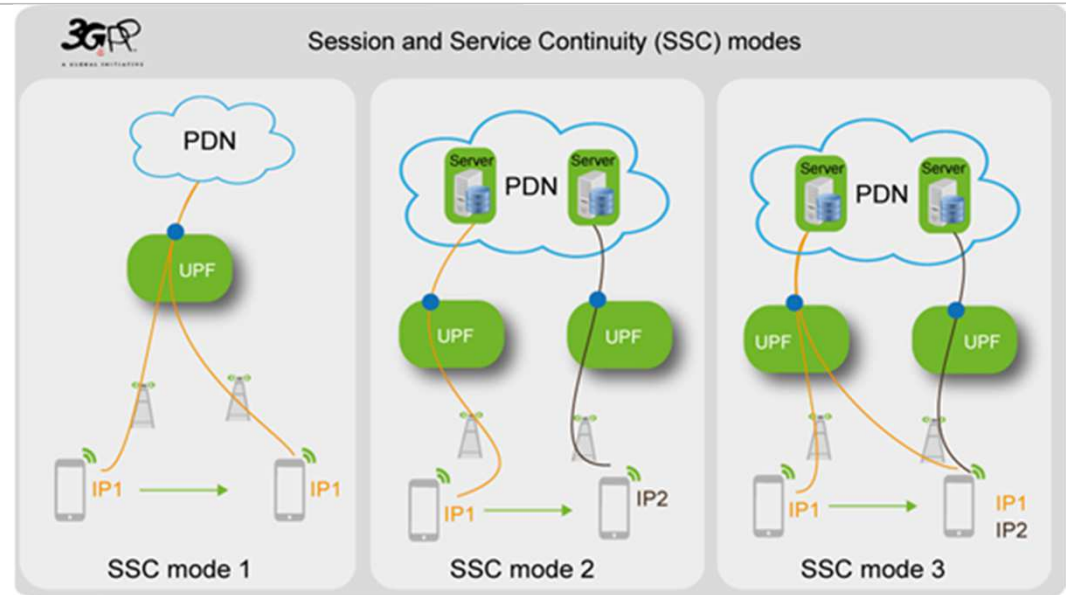 3GPP
A GLOBAL INITIATIVE
Session and Service Continuity (SSC) modes
PDN
UPF
IP1
IP1
SSC mode 1
Server
PDN
Server
UPF
UPF
IP1
IP2
SSC mode 2
Server
PDN
Server
UPF
UPF
IP1
IP1
IP2
SSC mode 3